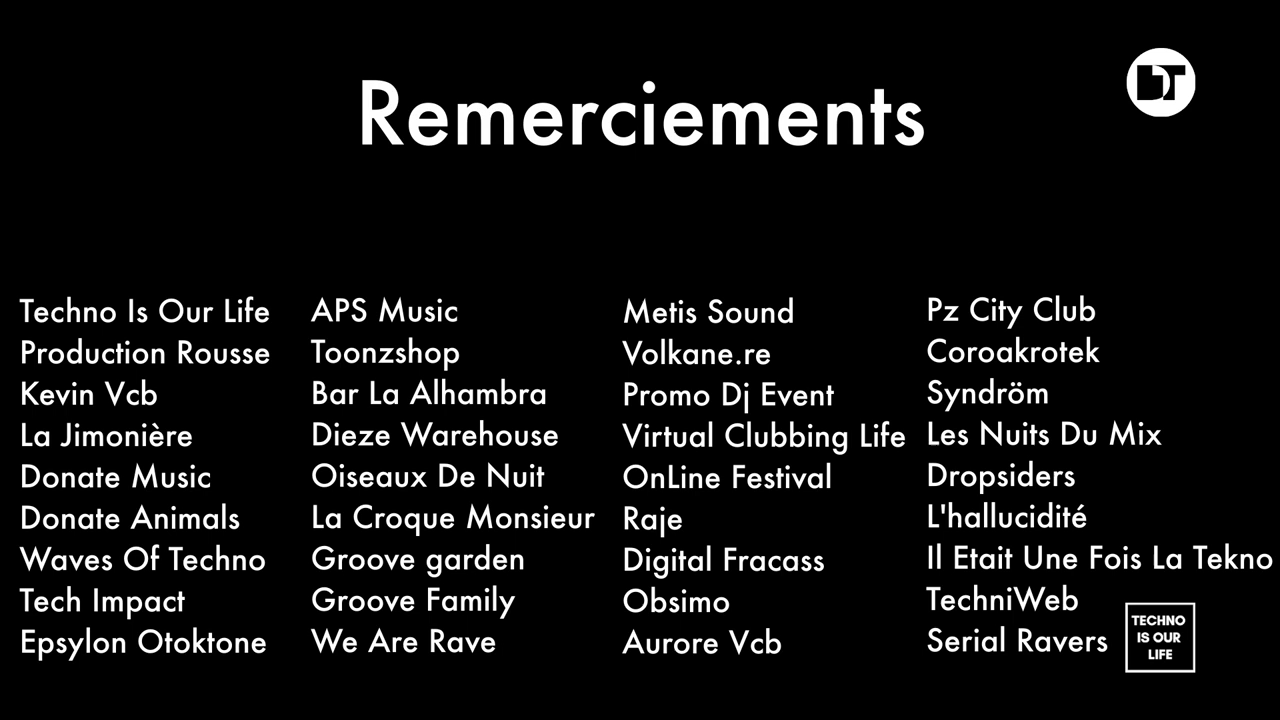 Remerciements
DT
Techno Is Our Life
Production Rousse
Kevin Vcb
La Jimonière
Donate Music
Donate Animals
Waves Of Techno
Tech Impact
Epsylon Otoktone
APS Music
Toonzshop
Bar La Alhambra
Dieze Warehouse
Oiseaux De Nuit
La Croque Monsieur
Groove garden
Groove Family
We Are Rave
Metis Sound
Volkane.re
Promo Dj Event
Virtual Clubbing Life
OnLine Festival
Raje
Digital Fracass
Obsimo
Aurore Vcb
Pz City Club
Coroakrotek
Syndröm
Les Nuits Du Mix
Dropsiders
L'hallucidité
Il Etait Une Fois La Tekno
TechniWeb
Serial Ravers
TECHNO
IS OUR
LIFE